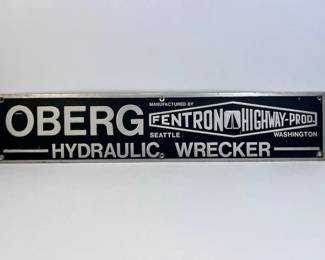 OBERG
MANUFACTURED BY
FENTRON HIGHWAY-PROD.
SEATTLE WASHINGTON
HYDRAULIC WRECKER